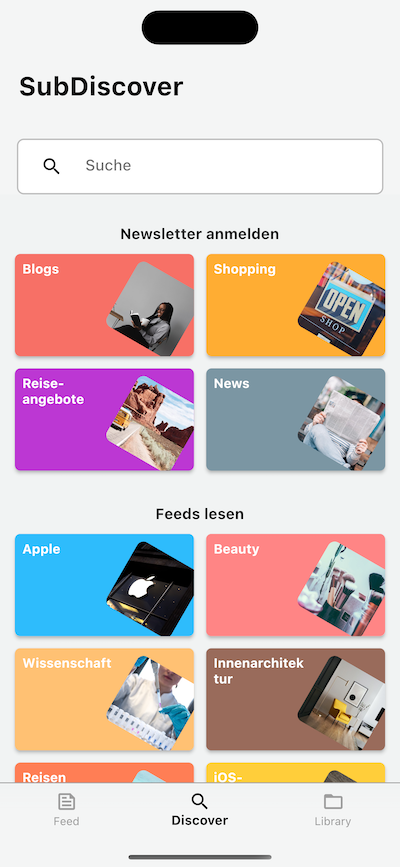 SubDiscover
Suche
Newsletter anmelden
Blogs
Shopping
OPEN
SHOP
Reise-
angebote
News
Feeds lesen
Apple
Beauty
Wissenschaft
Innenarchitek
tur
Reisen
iOS-
Feed
Discover
Library